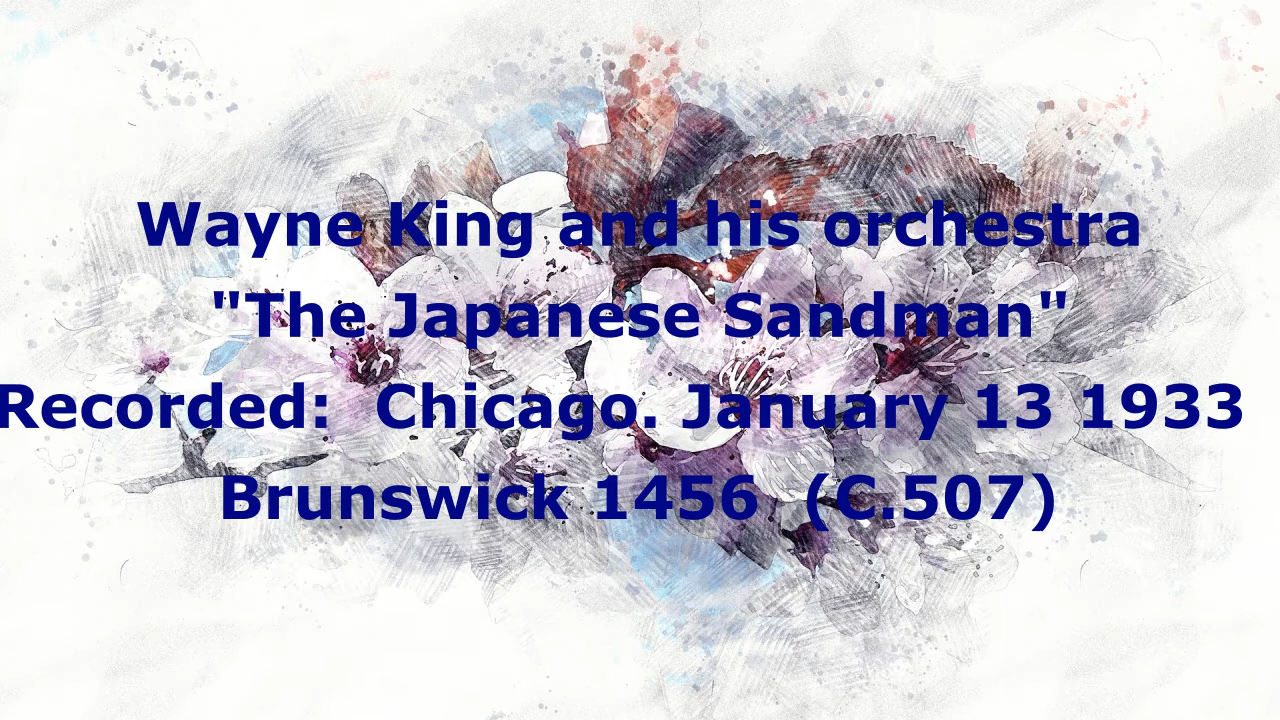 Wayne King and his orchestra
"The Japanese Sandman"
Recorded:  Chicago. January 13 1933
Brunswick 1456  (C.507)